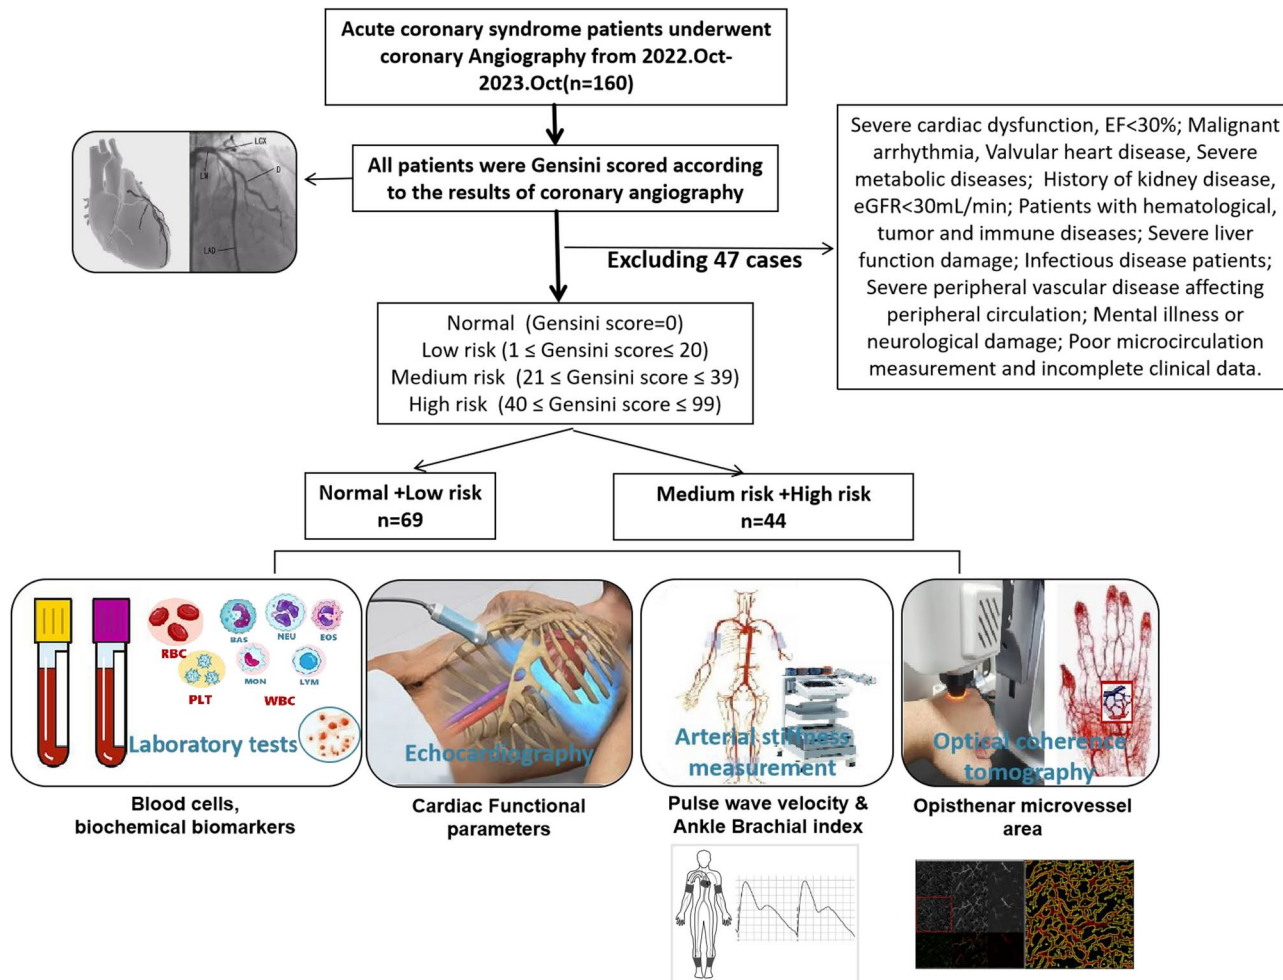 Acute coronary syndrome patients underwent
coronary Angiography from 2022.Oct-
2023.Oct(n=160)
All patients were Gensini scored according
to the results of coronary angiography
LCX
LM
D
LAD
Excluding 47 cases
Severe cardiac dysfunction, EF<30%; Malignant
arrhythmia, Valvular heart disease, Severe
metabolic diseases; History of kidney disease,
eGFR<30mL/min; Patients with hematological,
tumor and immune diseases; Severe liver
function damage; Infectious disease patients;
Severe peripheral vascular disease affecting
peripheral circulation; Mental illness or
neurological damage; Poor microcirculation
measurement and incomplete clinical data.
Normal (Gensini score=0)
Low risk (1 ≤ Gensini score≤ 20)
Medium risk (21 ≤ Gensini score ≤ 39)
High risk (40 ≤ Gensini score ≤ 99)
Normal +Low risk
n=69
Medium risk +High risk
n=44
RBC
BAS
NEU
EOS
PLT
MON
LYM
WBC
Laboratory tests
Echocardiography
Arterial stiffness
measurement
Optical coherence
tomography
Blood cells,
biochemical biomarkers
Cardiac Functional
parameters
Pulse wave velocity &
Ankle Brachial index
Opisthenar microvessel
area